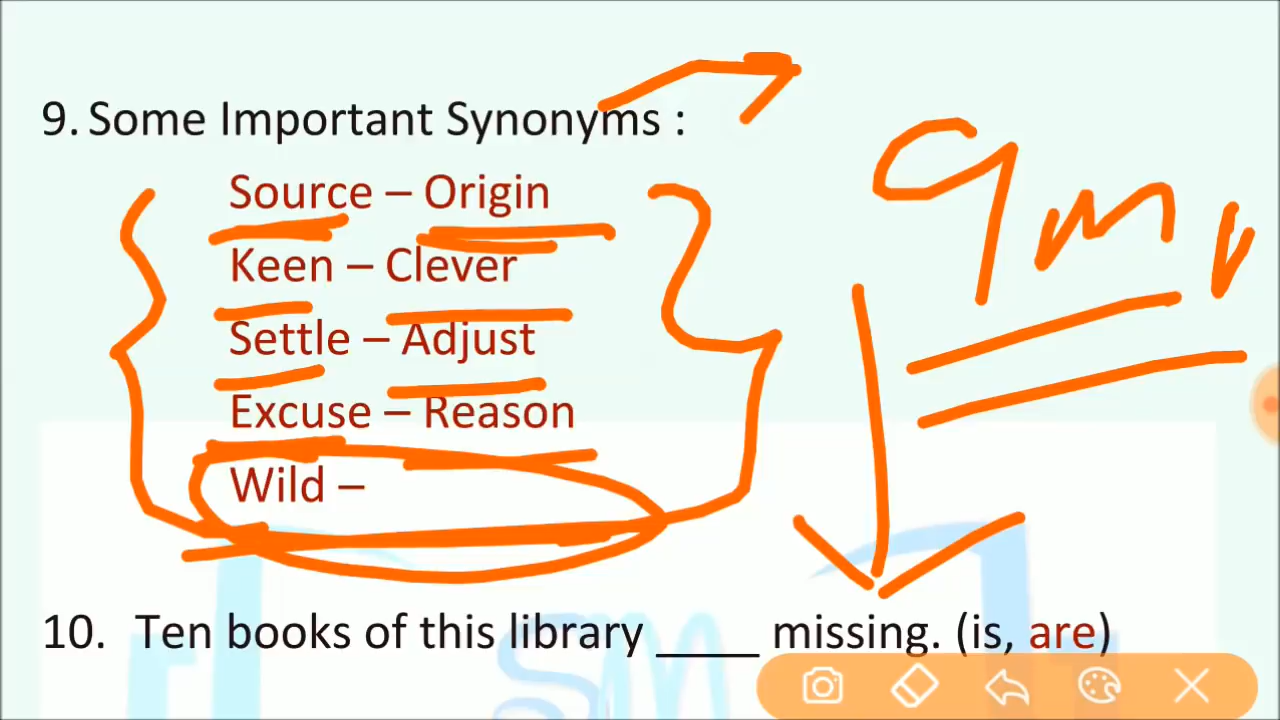 9. Some Important Synonyms :
Source – Origin
Keen – Clever
Settle – Adjust
Excuse – Reason
Wild –
10. Ten books of this library ____ missing. (is, are)